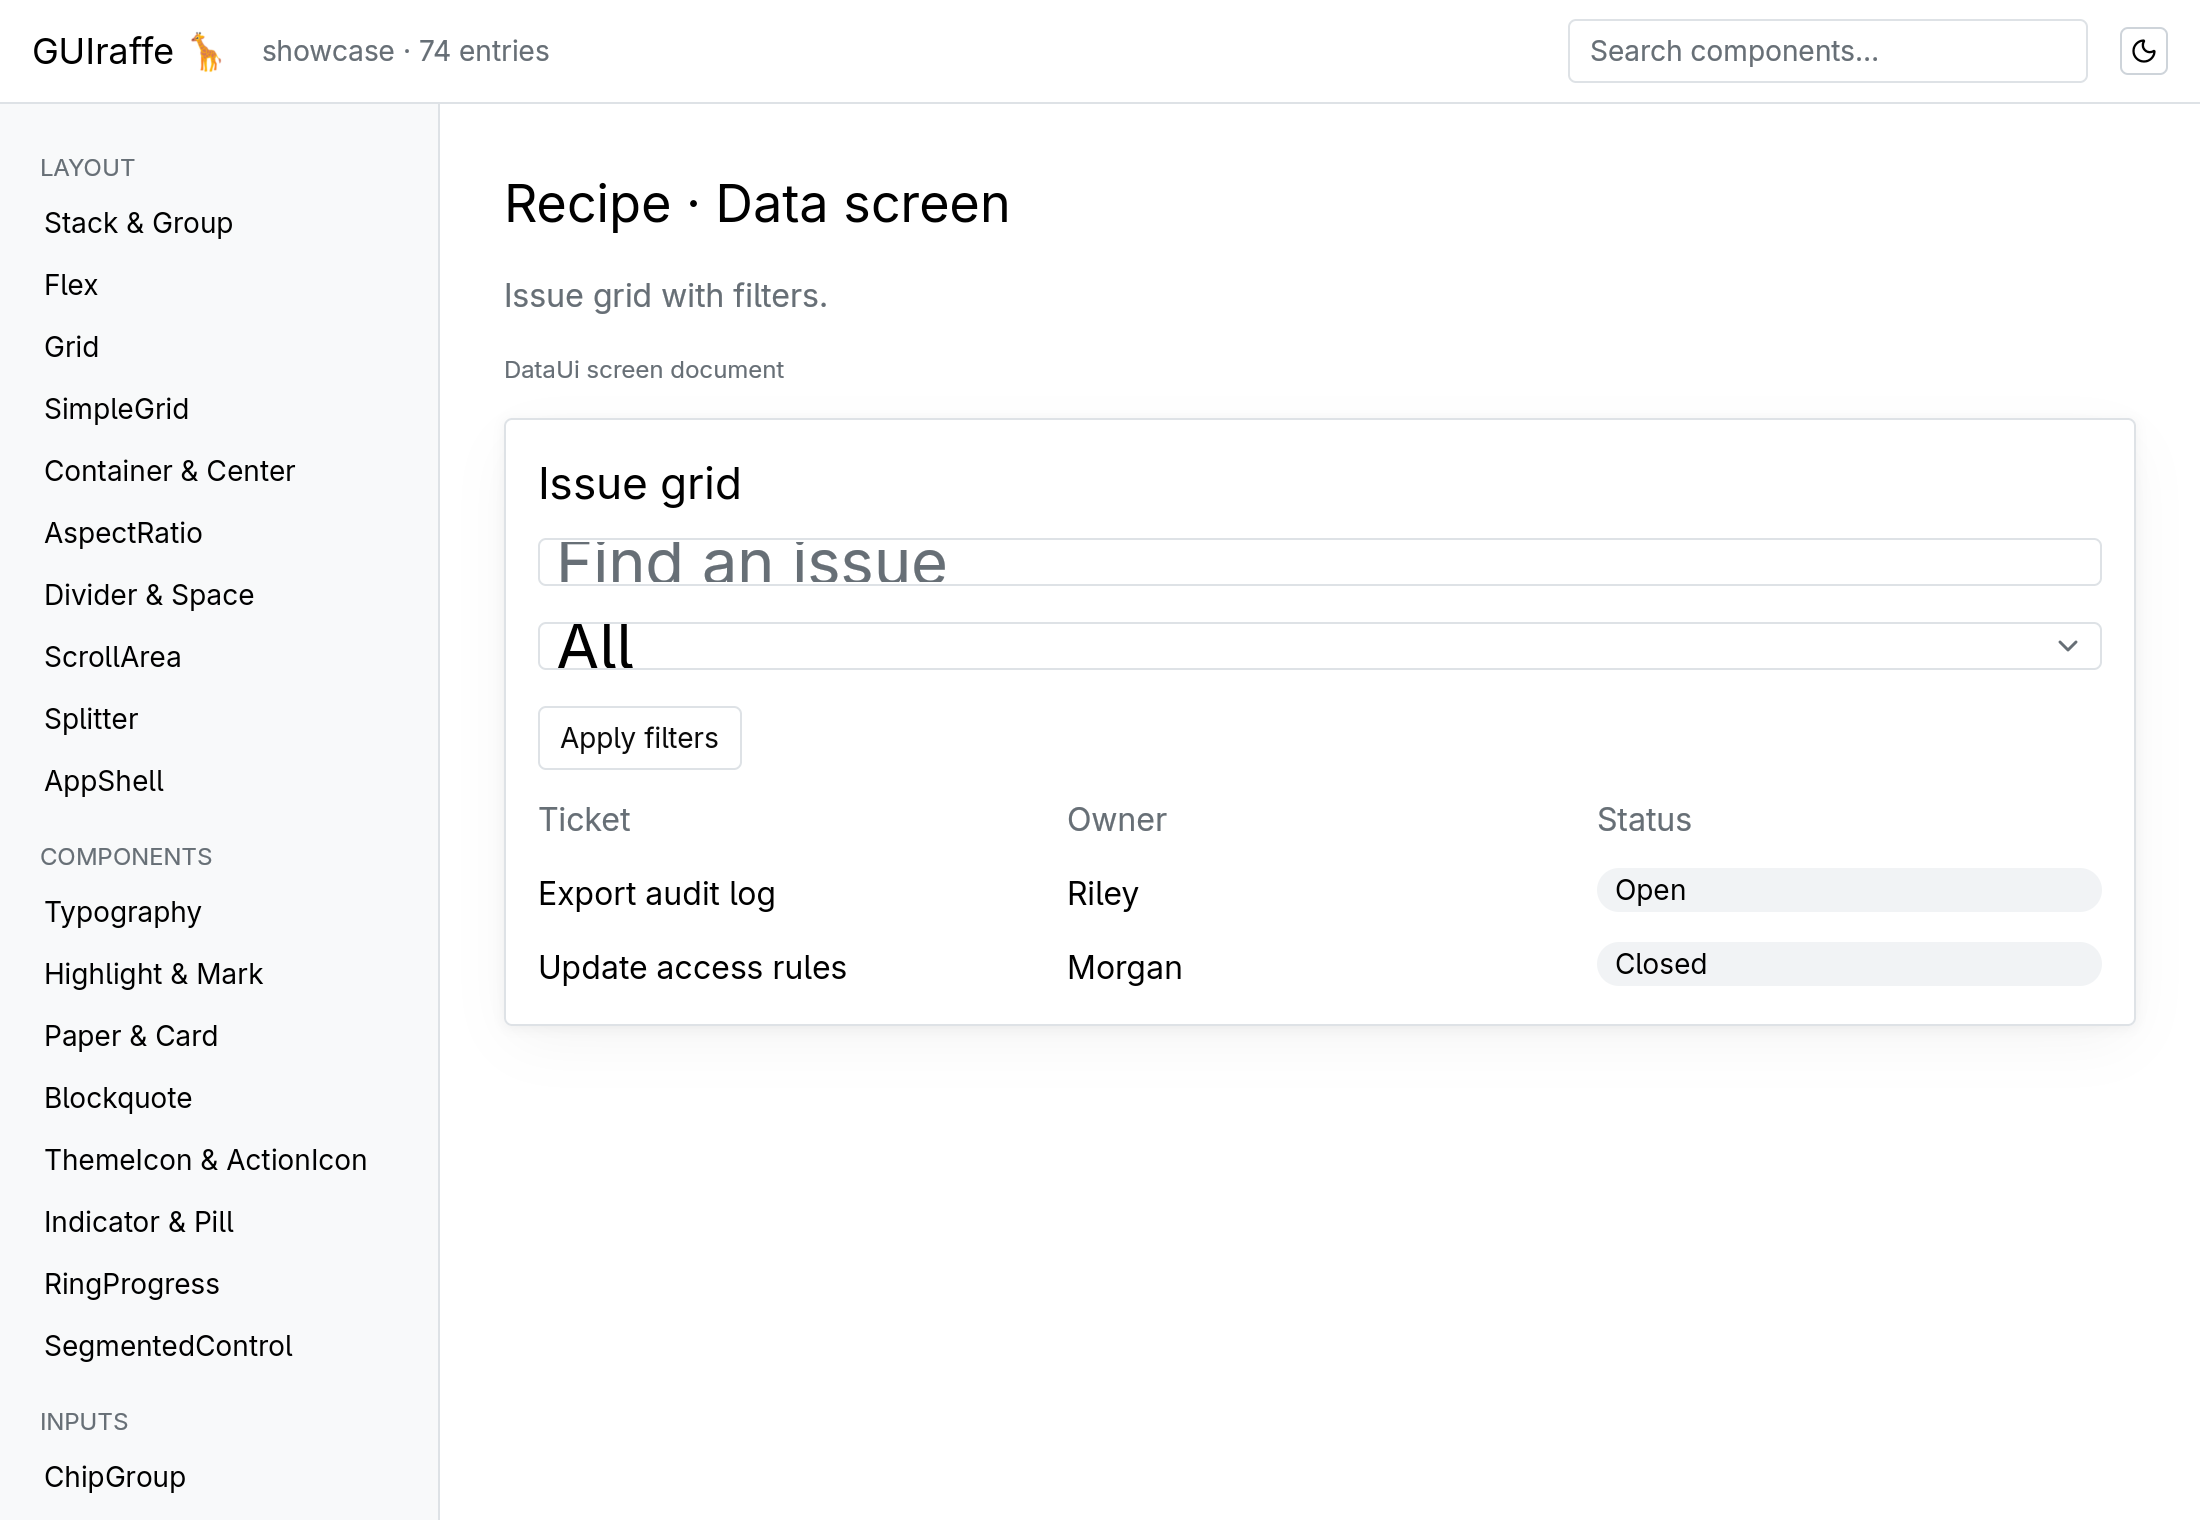 GUIraffe 🦒 showcase · 74 entries
Search components...
LAYOUT
Stack & Group
Flex
Grid
SimpleGrid
Container & Center
AspectRatio
Divider & Space
ScrollArea
Splitter
AppShell
COMPONENTS
Typography
Highlight & Mark
Paper & Card
Blockquote
ThemeIcon & ActionIcon
Indicator & Pill
RingProgress
SegmentedControl
INPUTS
ChipGroup
Recipe · Data screen
Issue grid with filters.
DataUi screen document
Issue grid
Find an issue
All
Apply filters
Ticket Owner Status
Export audit log Riley Open
Update access rules Morgan Closed